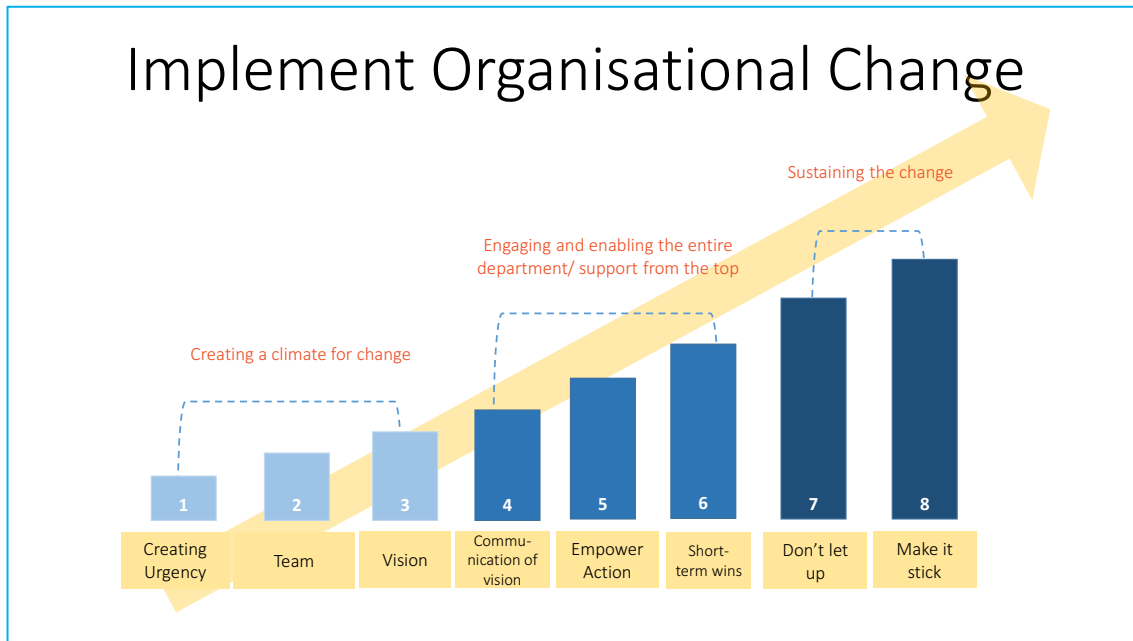 Implement Organisational Change
Sustaining the change
Engaging and enabling the entire
department/ support from the top
Creating a climate for change
1
2
3
4
5
6
7
8
Creating
Urgency
Team
Vision
Commu-
nication of
vision
Empower
Action
Short-
term wins
Don’t let
up
Make it
stick